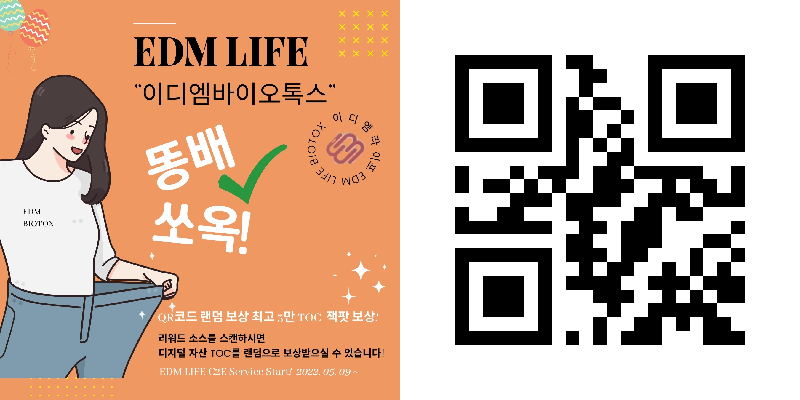 EDM LIFE
"이디엠바이오톡스"
이디엠라이프 EDM LIFE BIOTOX
똥배
쏘옥!
EDM
BIOTOX
QR코드 랜덤 보상 최고 5만 TOC 잭팟 보상!
리워드 소스를 스캔하시면
디지털 자산 TOC를 랜덤으로 보상받으실 수 있습니다!
EDM LIFE C2E Service Start! 2022. 05. 09 ~